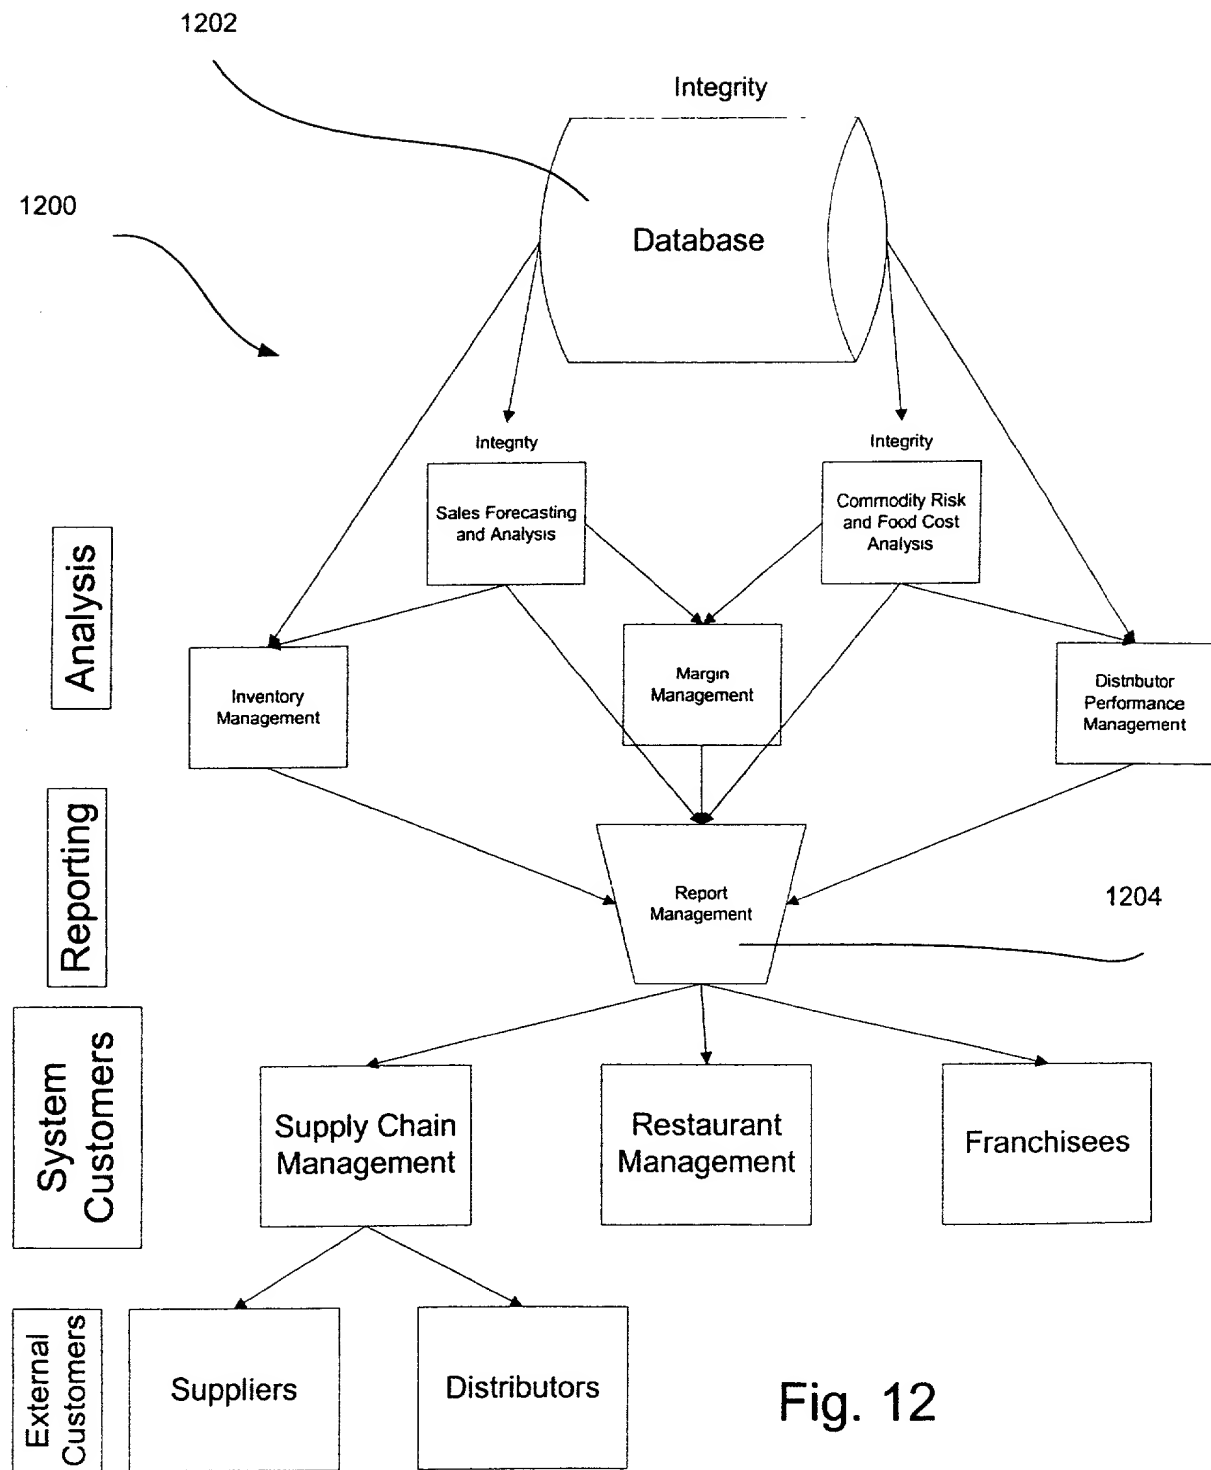 1202
Integrity
1200
Database
Integrity
Integrity
Sales Forecasting
and Analysis
Commodity Risk
and Food Cost
Analysis
Analysis
Inventory
Management
Margin
Management
Distributor
Performance
Management
Reporting
Report
Management
1204
System
Customers
Supply Chain
Management
Restaurant
Management
Franchisees
External
Customers
Suppliers
Distributors
Fig. 12